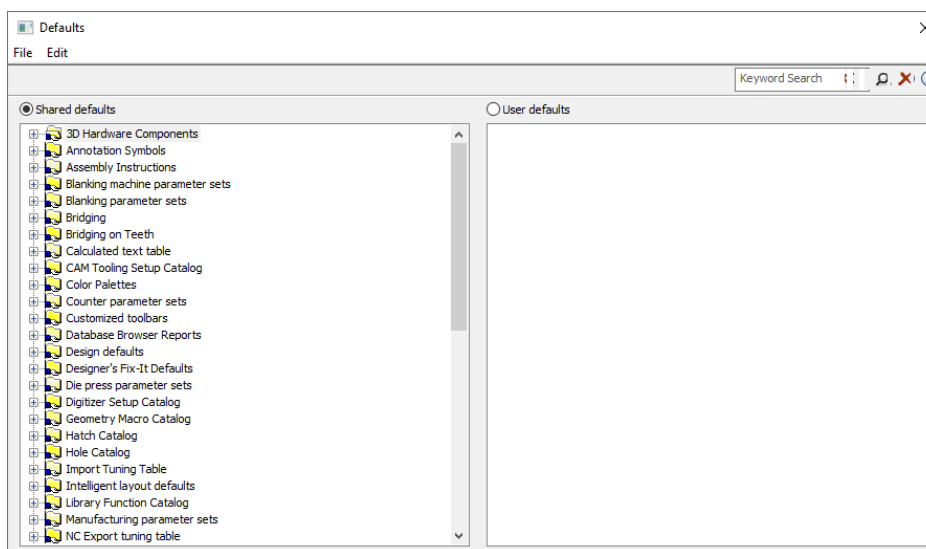 Defaults
File Edit
Keyword Search
Shared defaults
User defaults
3D Hardware Components
Annotation Symbols
Assembly Instructions
Blanking machine parameter sets
Blanking parameter sets
Bridging
Bridging on Teeth
Calculated text table
CAM Tooling Setup Catalog
Color Palettes
Counter parameter sets
Customized toolbars
Database Browser Reports
Design defaults
Designer's Fix-It Defaults
Die press parameter sets
Digitizer Setup Catalog
Geometry Macro Catalog
Hatch Catalog
Hole Catalog
Import Tuning Table
Intelligent layout defaults
Library Function Catalog
Manufacturing parameter sets
NC Export tuning table